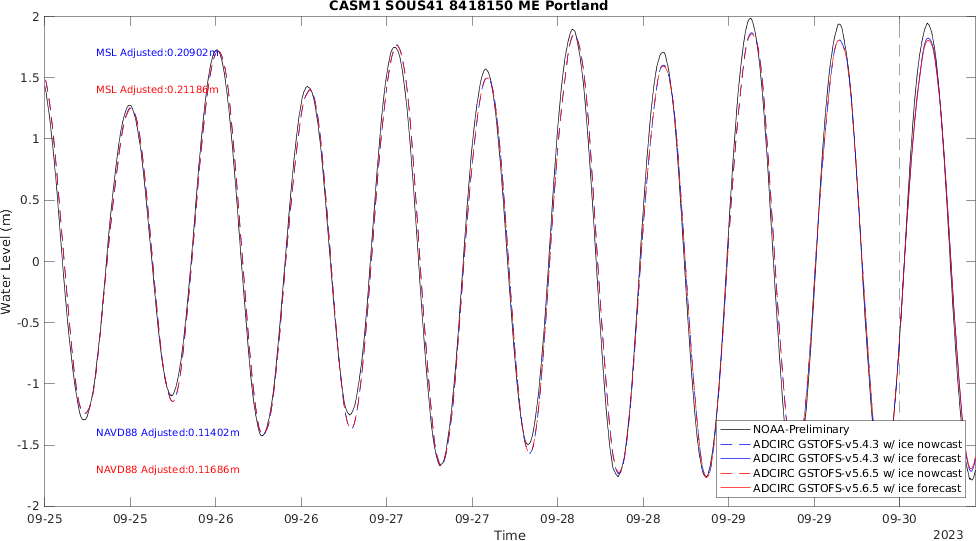 CASM1 SOUS41 8418150 ME Portland
MSL Adjusted:0.20902m
MSL Adjusted:0.21186m
NAVD88 Adjusted:0.11402m
NAVD88 Adjusted:0.11686m
Water Level (m)
2
1.5
1
0.5
0
-0.5
-1
-1.5
-2
NOAA-Preliminary
ADCIRC GSTOFS-v5.4.3 w/ ice nowcast
ADCIRC GSTOFS-v5.4.3 w/ ice forecast
ADCIRC GSTOFS-v5.6.5 w/ ice nowcast
ADCIRC GSTOFS-v5.6.5 w/ ice forecast
09-25 09-25 09-26 09-26 09-27 09-27 09-28 09-28 09-29 09-29 09-30
Time
2023